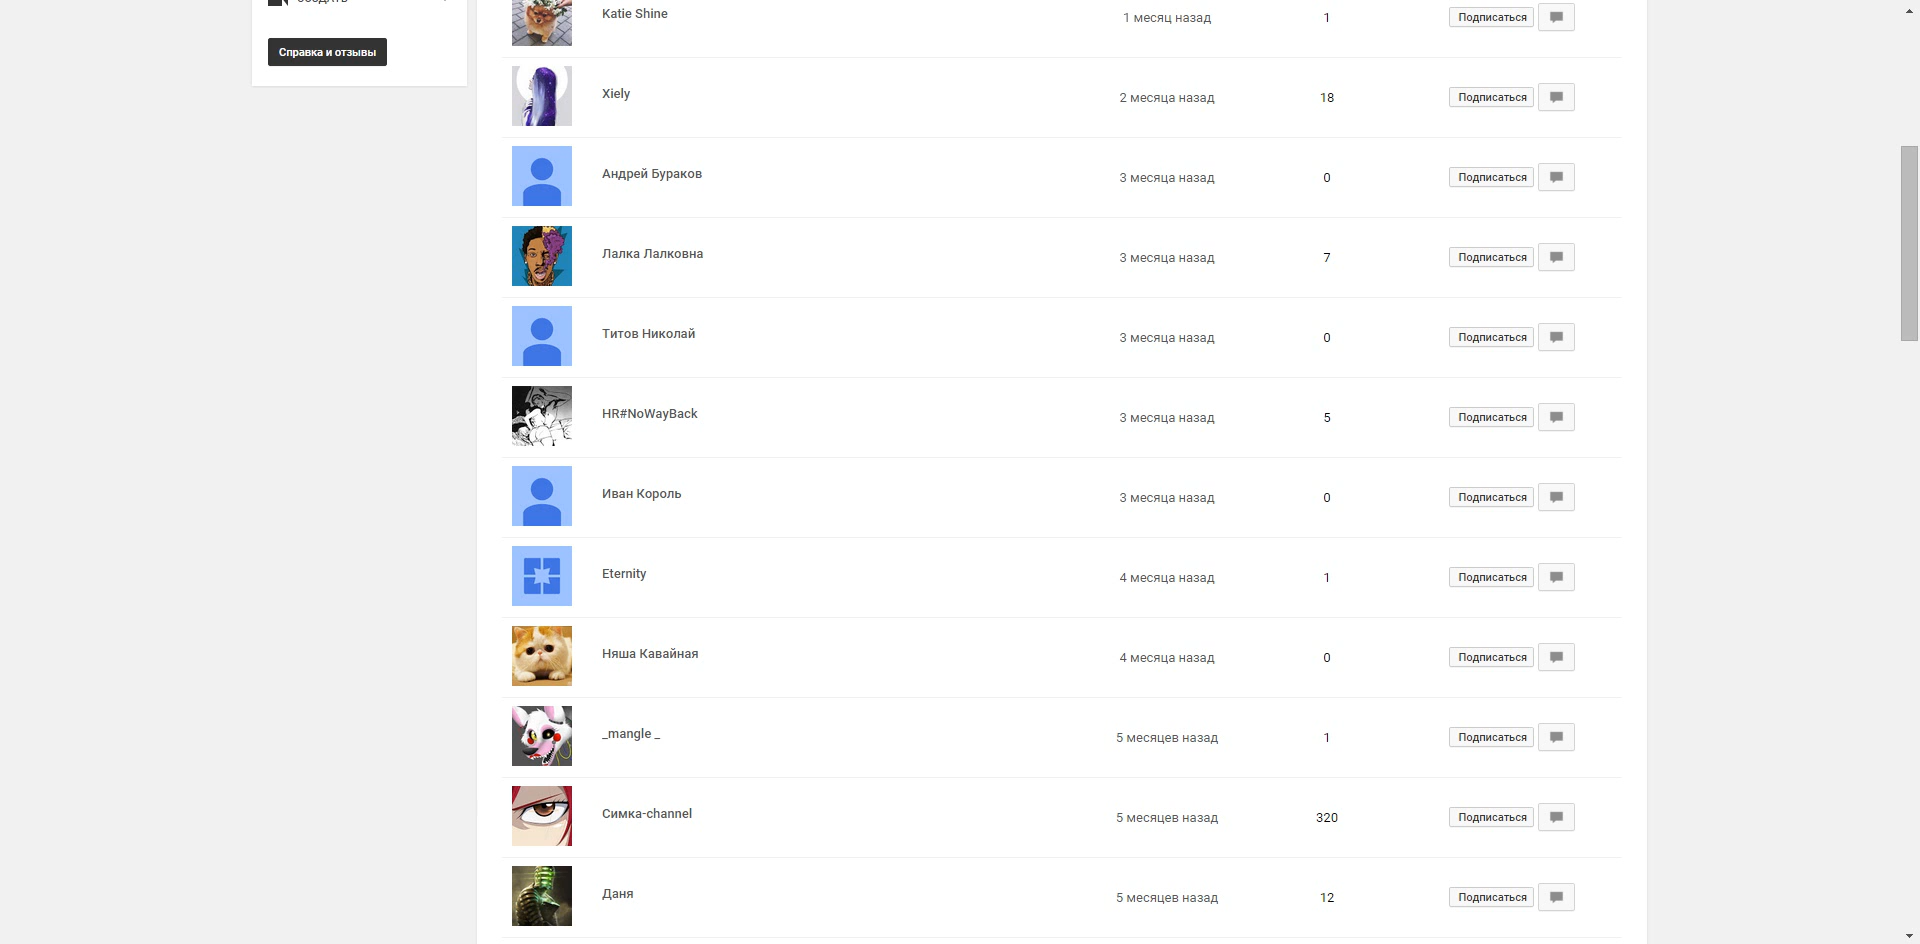 Katie Shine 1 месяц назад 1 Подписаться
Справка и отзывы
Xiely 2 месяца назад 18 Подписаться
Андрей Бураков 3 месяца назад 0 Подписаться
Лалка Лалковна 3 месяца назад 7 Подписаться
Титов Николай 3 месяца назад 0 Подписаться
HR#NoWayBack 3 месяца назад 5 Подписаться
Иван Король 3 месяца назад 0 Подписаться
Eternity 4 месяца назад 1 Подписаться
Няша Кавайная 4 месяца назад 0 Подписаться
_mangle _ 5 месяцев назад 1 Подписаться
Симка-channel 5 месяцев назад 320 Подписаться
Даня 5 месяцев назад 12 Подписаться